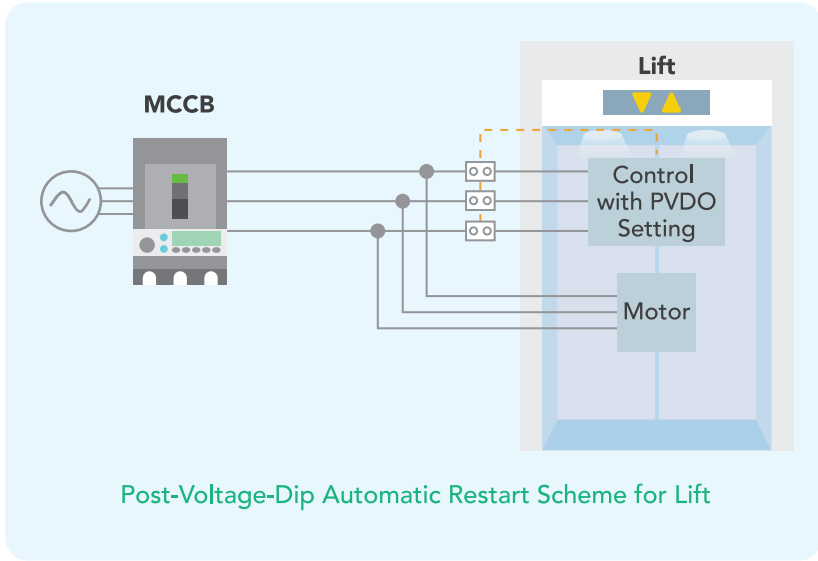 Lift
MCCB
Control
with PVDO
Setting
Motor
Post-Voltage-Dip Automatic Restart Scheme for Lift